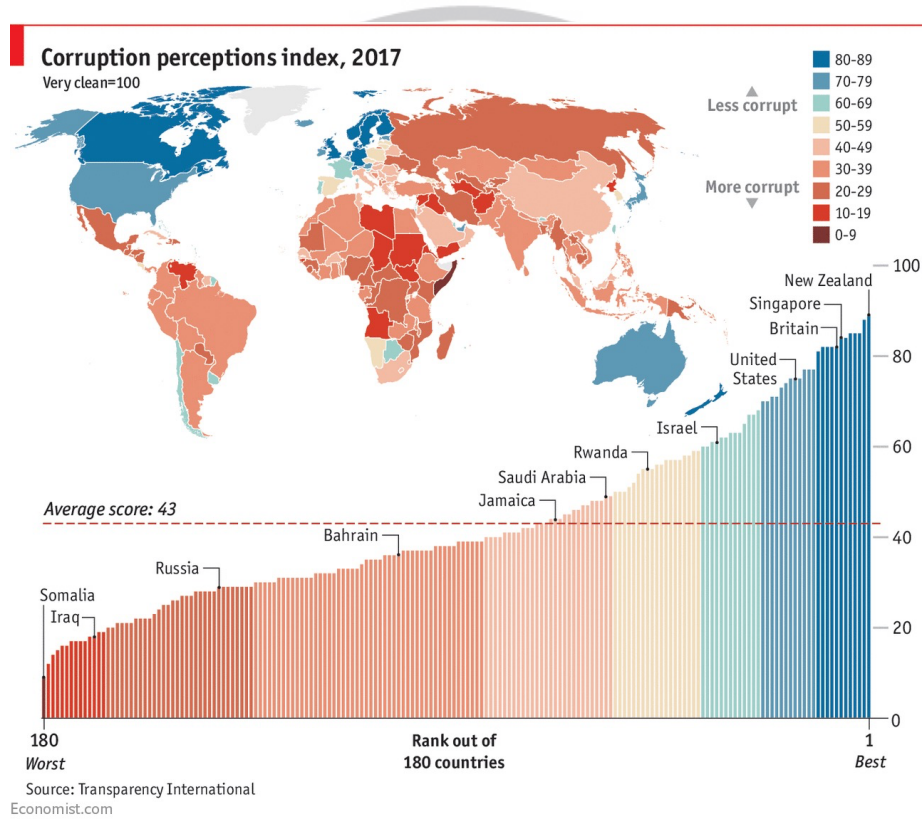 Corruption perceptions index, 2017
Very clean=100
80-89
70-79
60-69
50-59
40-49
30-39
20-29
10-19
0-9
Less corrupt
More corrupt
100
80
60
40
20
0
New Zealand
Singapore
Britain
United
States
Israel
Rwanda
Saudi Arabia
Jamaica
Average score: 43
Bahrain
Russia
Somalia
Iraq
180
Worst
Rank out of
180 countries
1
Best
Source: Transparency International
Economist.com